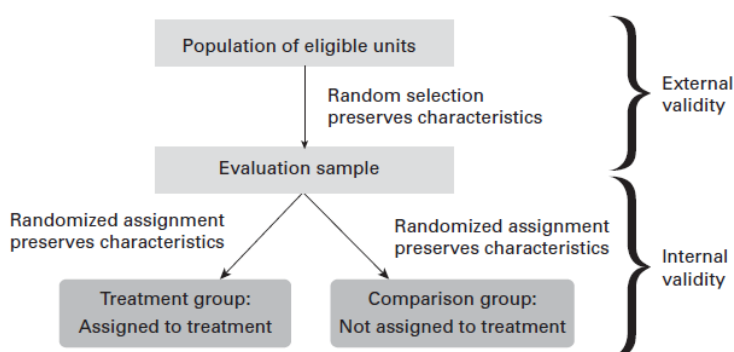 Population of eligible units
Random selection
preserves characteristics
External
validity
Evaluation sample
Randomized assignment
preserves characteristics
Randomized assignment
preserves characteristics
Internal
validity
Treatment group:
Assigned to treatment
Comparison group:
Not assigned to treatment